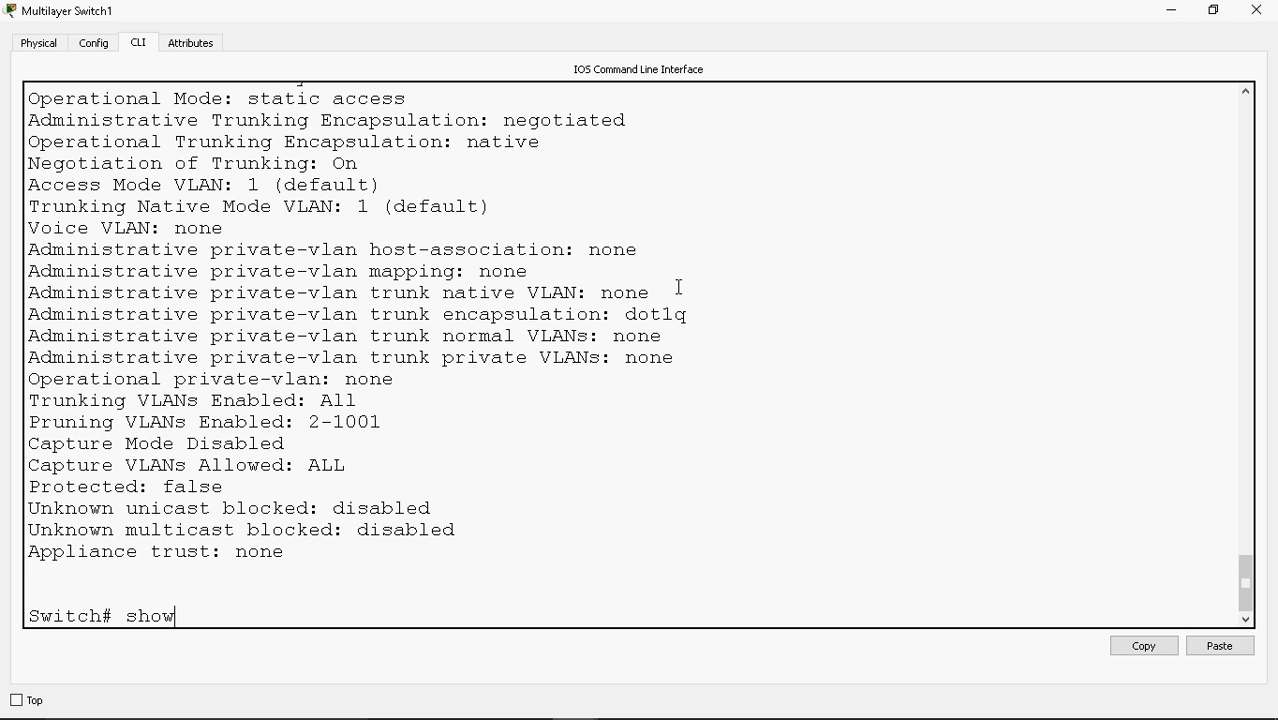 Multilayer Switch1
Physical Config CLI Attributes
IOS Command Line Interface
Operational Mode: static access
Administrative Trunking Encapsulation: negotiated
Operational Trunking Encapsulation: native
Negotiation of Trunking: On
Access Mode VLAN: 1 (default)
Trunking Native Mode VLAN: 1 (default)
Voice VLAN: none
Administrative private-vlan host-association: none
Administrative private-vlan mapping: none
Administrative private-vlan trunk native VLAN: none
Administrative private-vlan trunk encapsulation: dot1q
Administrative private-vlan trunk normal VLANs: none
Administrative private-vlan trunk private VLANs: none
Operational private-vlan: none
Trunking VLANs Enabled: All
Pruning VLANs Enabled: 2-1001
Capture Mode Disabled
Capture VLANs Allowed: ALL
Protected: false
Unknown unicast blocked: disabled
Unknown multicast blocked: disabled
Appliance trust: none
Switch# show
Copy Paste
Top